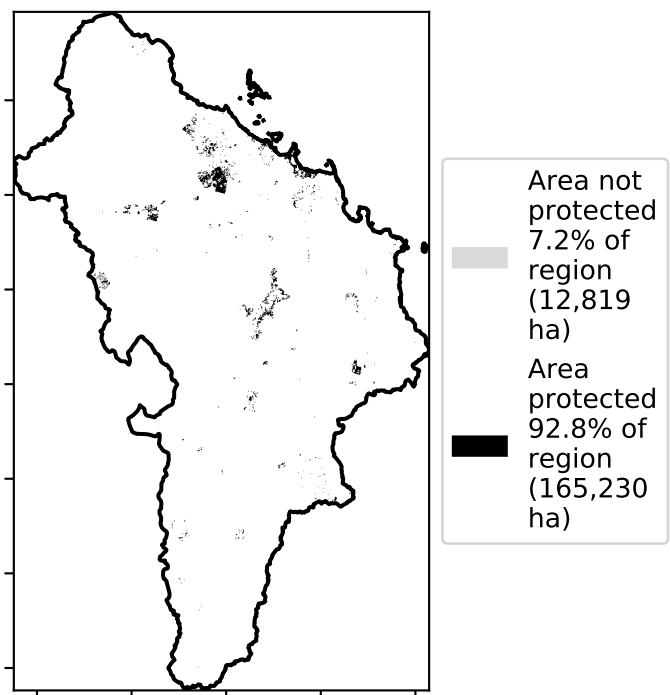 Area not
protected
7.2% of
region
(12,819
ha)
Area
protected
92.8% of
region
(165,230
ha)